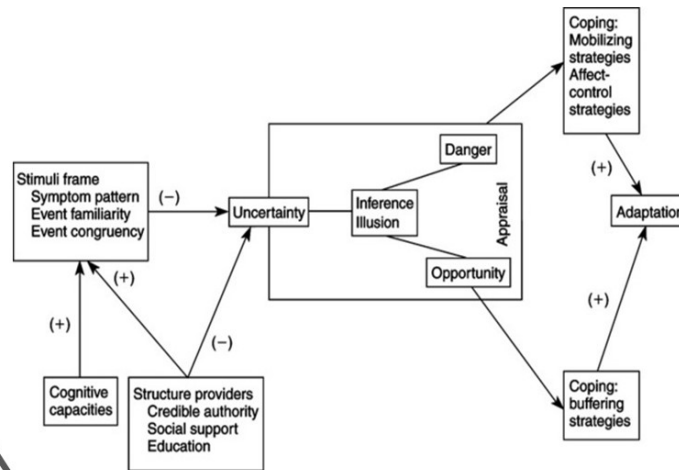 Coping:
Mobilizing
strategies
Affect-
control
strategies
Danger
(+)
Stimuli frame
Symptom pattern
Event familiarity
Event congruency
(−)
Uncertainty
Inference
Illusion
Appraisal
Adaptation
Opportunity
(+)
(+)
(+)
(−)
Cognitive
capacities
Structure providers
Credible authority
Social support
Education
Coping:
buffering
strategies